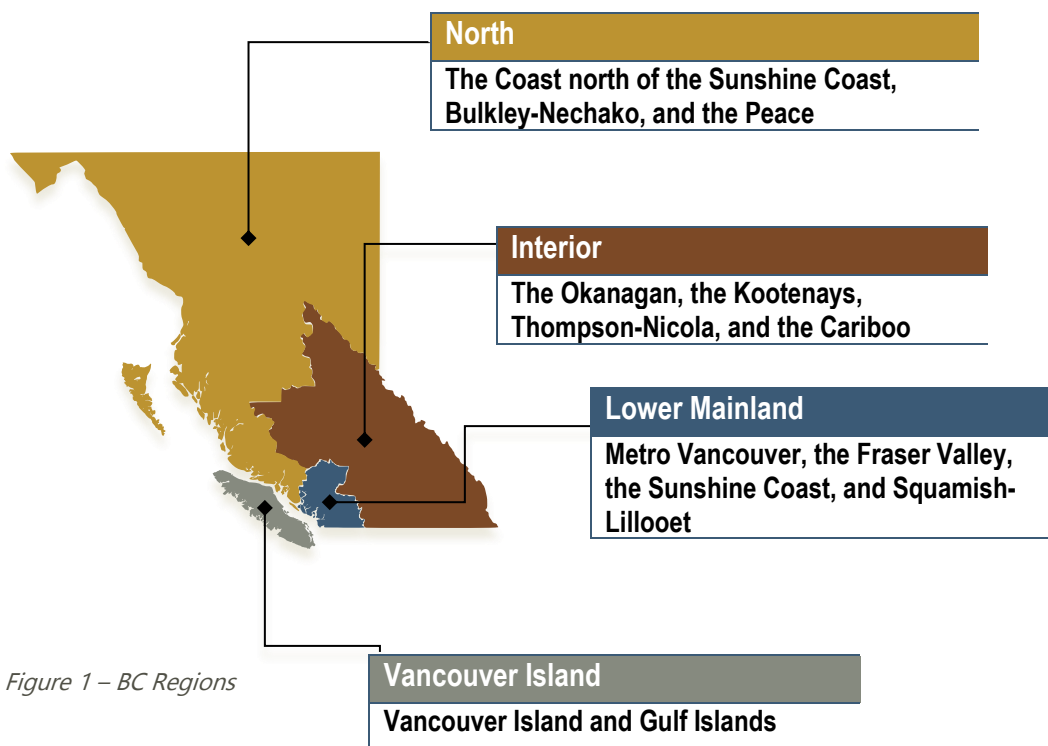 North
The Coast north of the Sunshine Coast,
Bulkley-Nechako, and the Peace
Interior
The Okanagan, the Kootenays,
Thompson-Nicola, and the Cariboo
Lower Mainland
Metro Vancouver, the Fraser Valley,
the Sunshine Coast, and Squamish-
Lillooet
Figure 1 – BC Regions
Vancouver Island
Vancouver Island and Gulf Islands